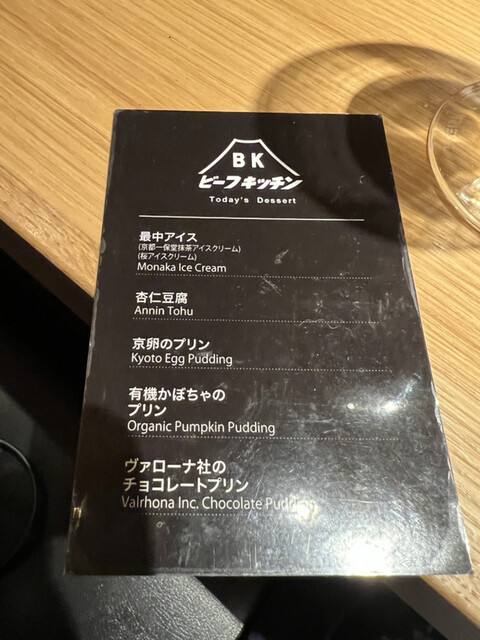 BK
ビーフキッチン
Today's Dessert
最中アイス
(京都一保堂抹茶アイスクリーム)
(桜アイスクリーム)
Monaka Ice Cream
杏仁豆腐
Annin Tohu
京卵のプリン
Kyoto Egg Pudding
有機かぼちゃの
プリン
Organic Pumpkin Pudding
ヴァローナ社の
チョコレートプリン
Valrhona Inc. Chocolate Pudding